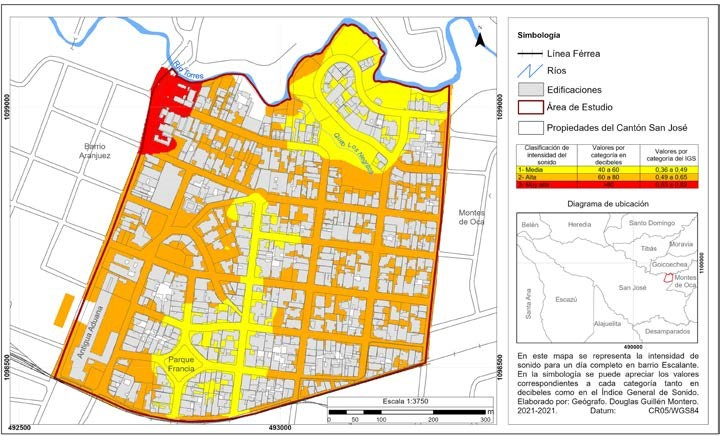 Río Torres
Queb. Los Negritos
Barrio
Aranjuez
Montes
de Oca
Antigua Aduana
Parque
Francia
1099000
1098500
1099000
1098500
492500
493000
Escala 1:3750
0 50 100 200 300
m
Simbología
Línea Férrea
Ríos
Edificaciones
Área de Estudio
Propiedades del Cantón San José
Clasificación de
intensidad del
sonido
Valores por
categoría en
decibeles
Valores por
categoría del IGS
1- Media 40 a 60 0,36 a 0,49
2- Alta 60 a 80 0,49 a 0,65
Diagrama de ubicación
Belén
Heredia
Santo Domingo
Tibás
Moravia
Goicoechea
Montes
de Oca
San José
Santa Ana
Escazú
Alajuelita
Desamparados
1100000
490000
En este mapa se representa la intensidad de
sonido para un día completo en barrio Escalante.
En la simbología se puede apreciar los valores
correspondientes a cada categoría tanto en
decibeles como en el Índice General de Sonido.
Elaborado por: Geógrafo. Douglas Guillén Montero.
2021-2021. Datum: CR05/WGS84